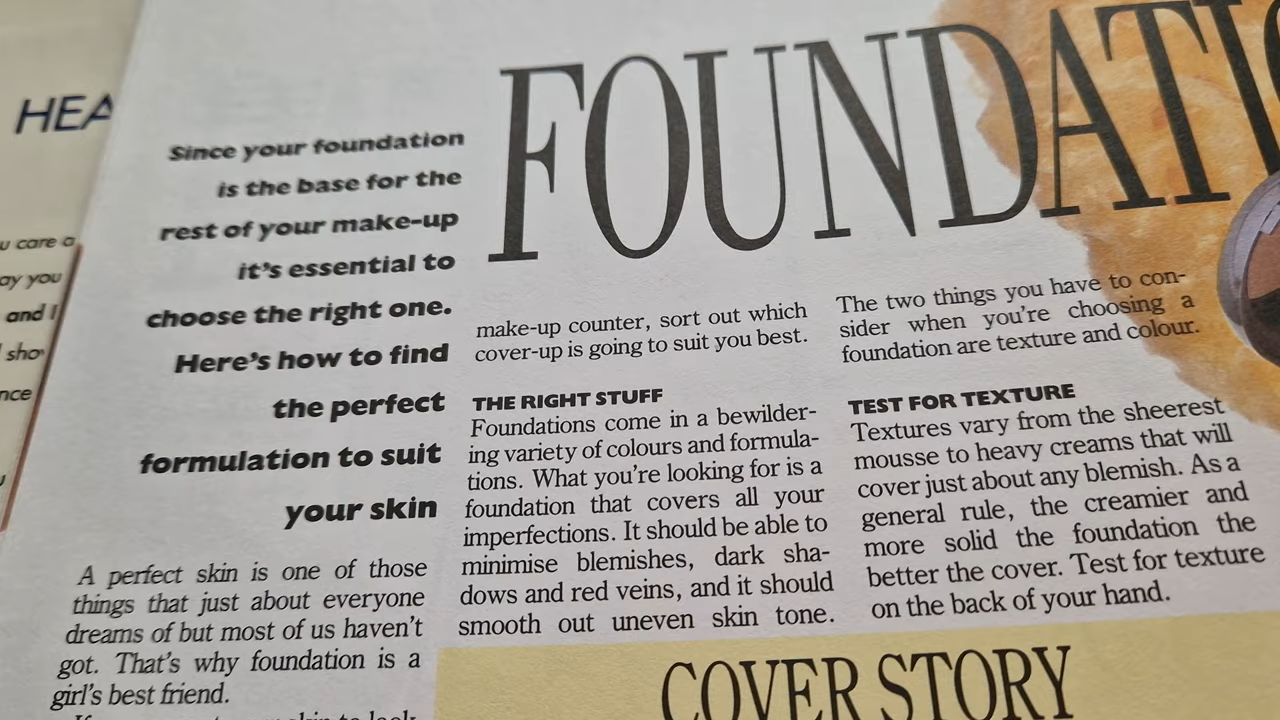 HEA
u care a
ay you
and I
sho
nce
FOUNDATI
Since your foundation
is the base for the
rest of your make-up
it's essential to
choose the right one.
Here's how to find
the perfect
formulation to suit
your skin
A perfect skin is one of those
things that just about everyone
dreams of but most of us haven't
got. That's why foundation is a
girl's best friend.
make-up counter, sort out which
cover-up is going to suit you best.
THE RIGHT STUFF
Foundations come in a bewilder-
ing variety of colours and formula-
tions. What you're looking for is a
foundation that covers all your
imperfections. It should be able to
minimise blemishes, dark sha-
dows and red veins, and it should
smooth out uneven skin tone.
The two things you have to con-
sider when you're choosing a
foundation are texture and colour.
TEST FOR TEXTURE
Textures vary from the sheerest
mousse to heavy creams that will
cover just about any blemish. As a
general rule, the creamier and
more solid the foundation the
better the cover. Test for texture
on the back of your hand.
COVER STORY